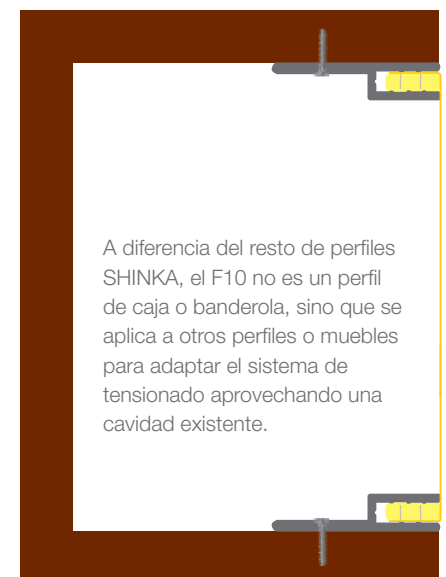 A diferencia del resto de perfiles
SHINKA, el F10 no es un perfil
de caja o banderola, sino que se
aplica a otros perfiles o muebles
para adaptar el sistema de
tensionado aprovechando una
cavidad existente.